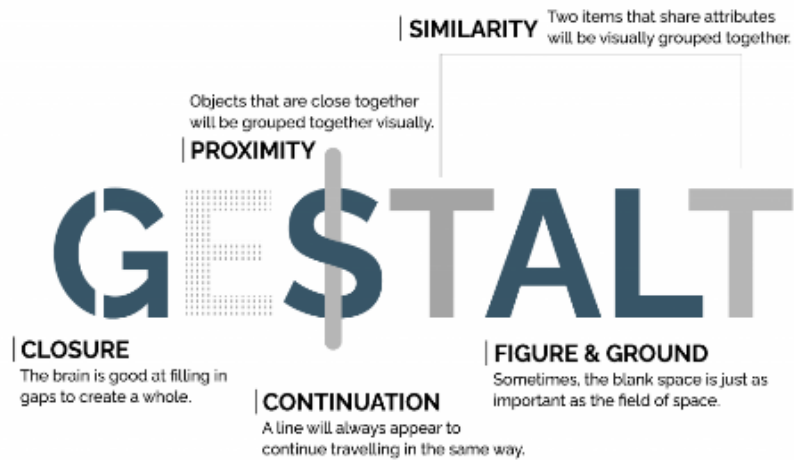 SIMILARITY
Two items that share attributes
will be visually grouped together.
Objects that are close together
will be grouped together visually.
PROXIMITY
GESTALT
CLOSURE
The brain is good at filling in
gaps to create a whole.
FIGURE & GROUND
Sometimes, the blank space is just as
important as the field of space.
CONTINUATION
A line will always appear to
continue travelling in the same way.